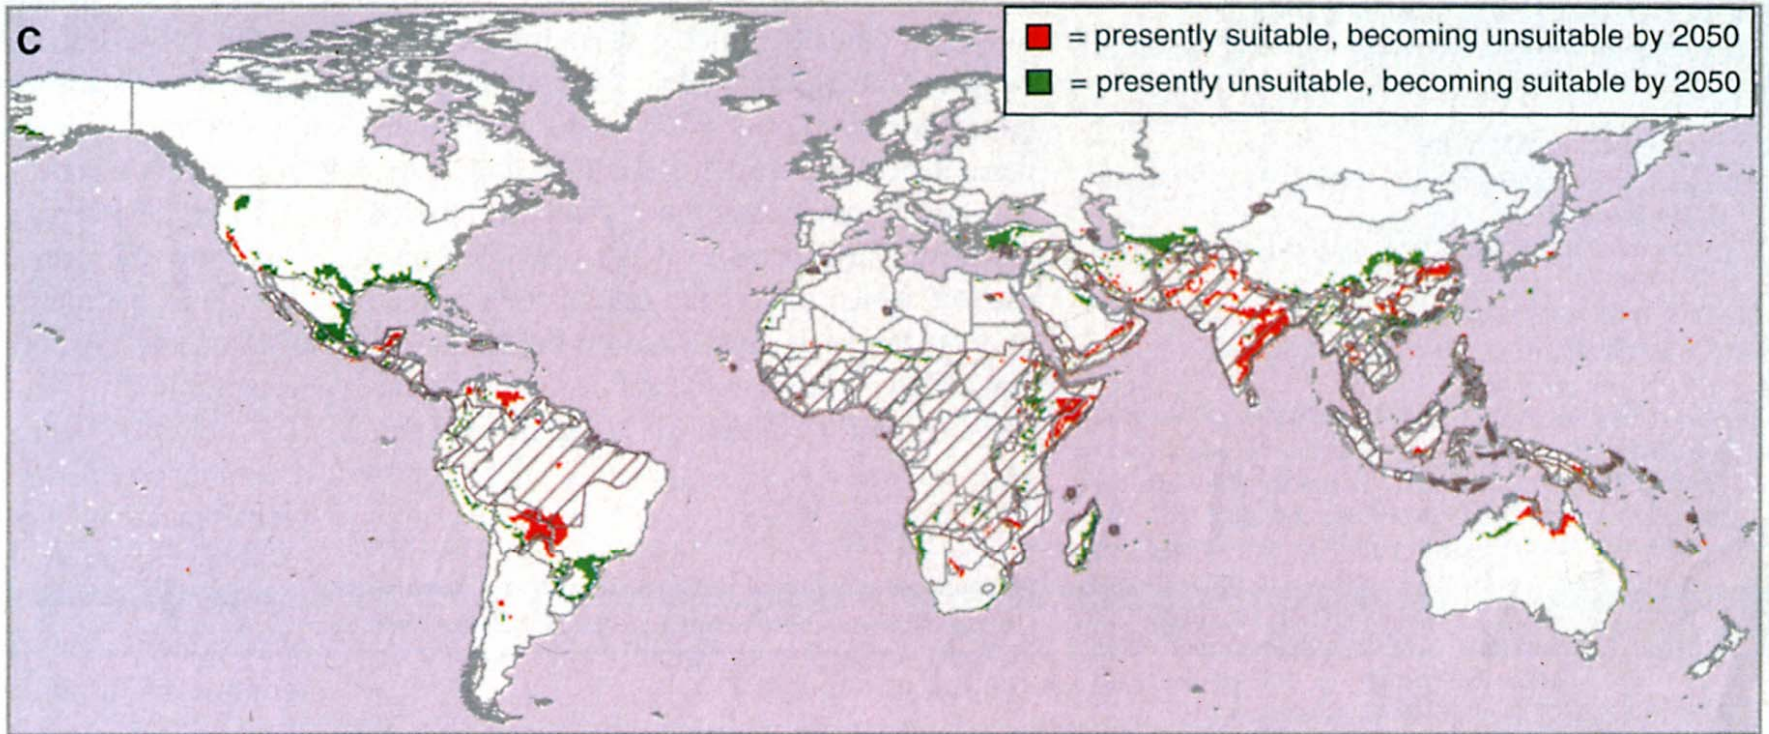 C
= presently suitable, becoming unsuitable by 2050
= presently unsuitable, becoming suitable by 2050